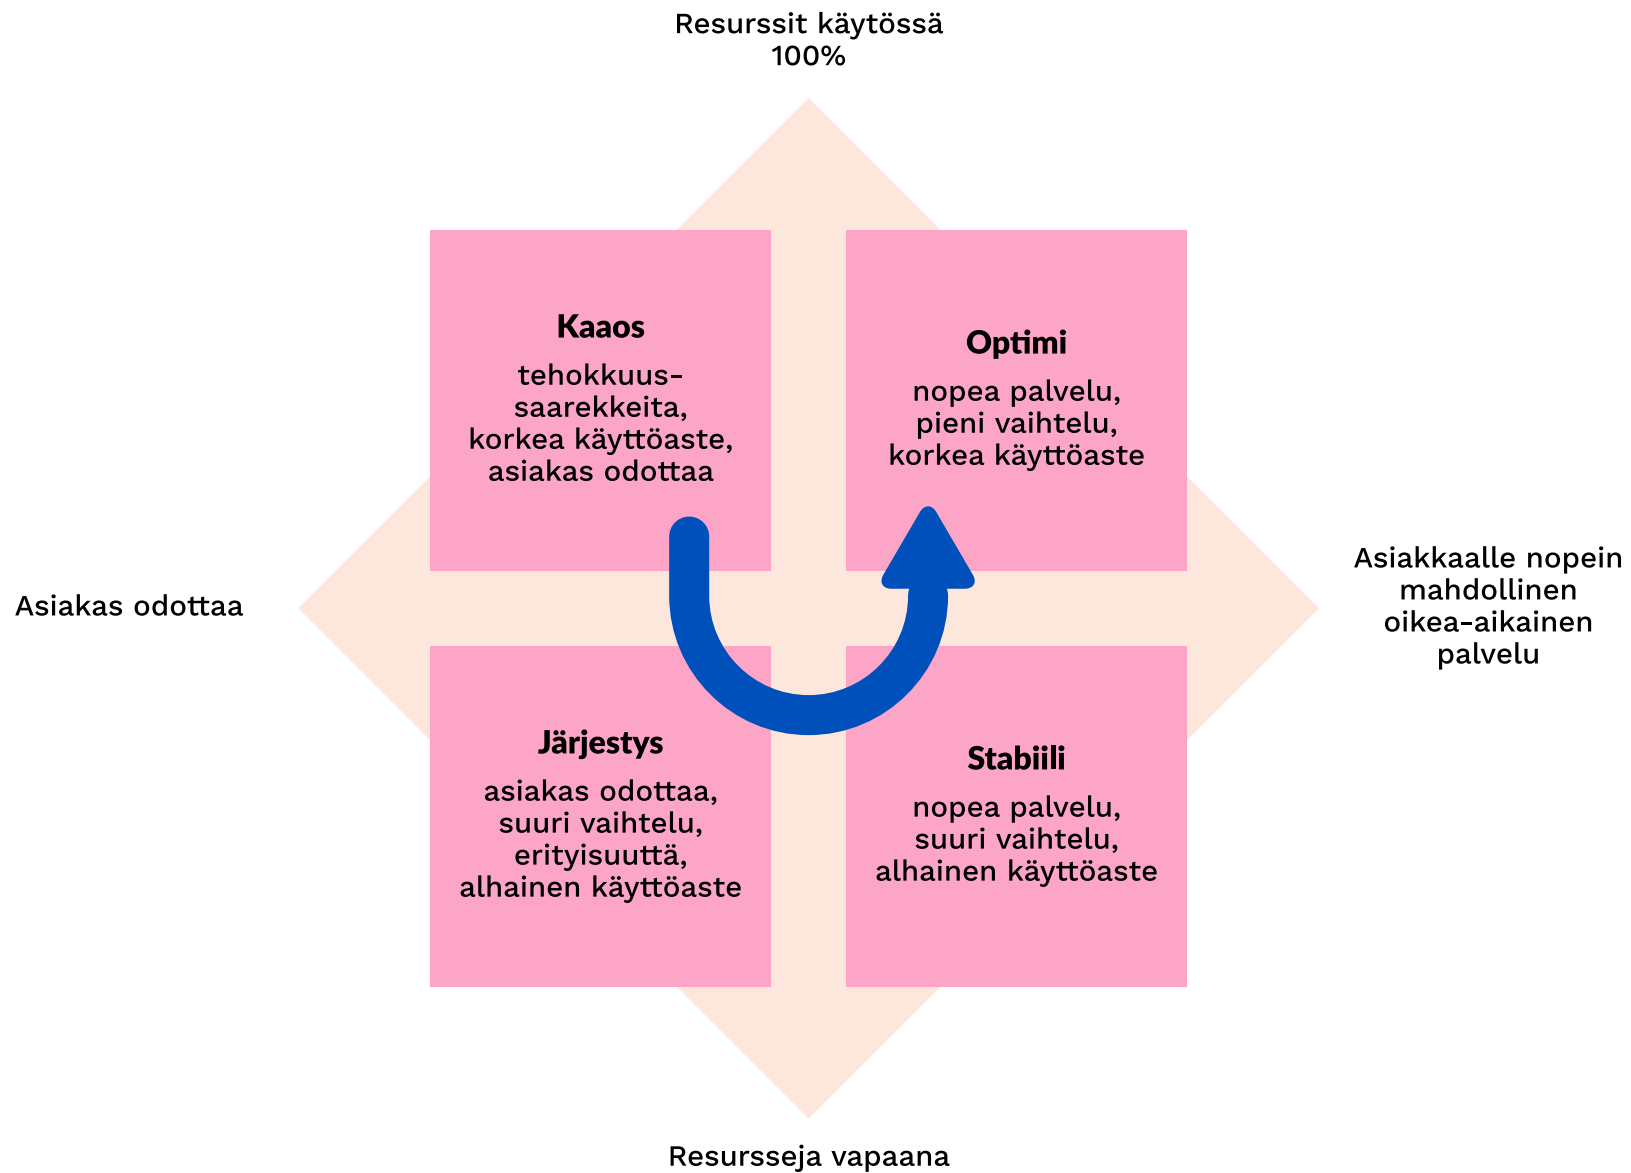 Resurssit käytössä
100%
Kaaos
tehokkuus-
saarekkeita,
korkea käyttöaste,
asiakas odottaa
Optimi
nopea palvelu,
pieni vaihtelu,
korkea käyttöaste
Asiakas odottaa
Asiakkaalle nopein
mahdollinen
oikea-aikainen
palvelu
Järjestys
asiakas odottaa,
suuri vaihtelu,
erityisuuttä,
alhainen käyttöaste
Stabiili
nopea palvelu,
suuri vaihtelu,
alhainen käyttöaste
Resursseja vapaana